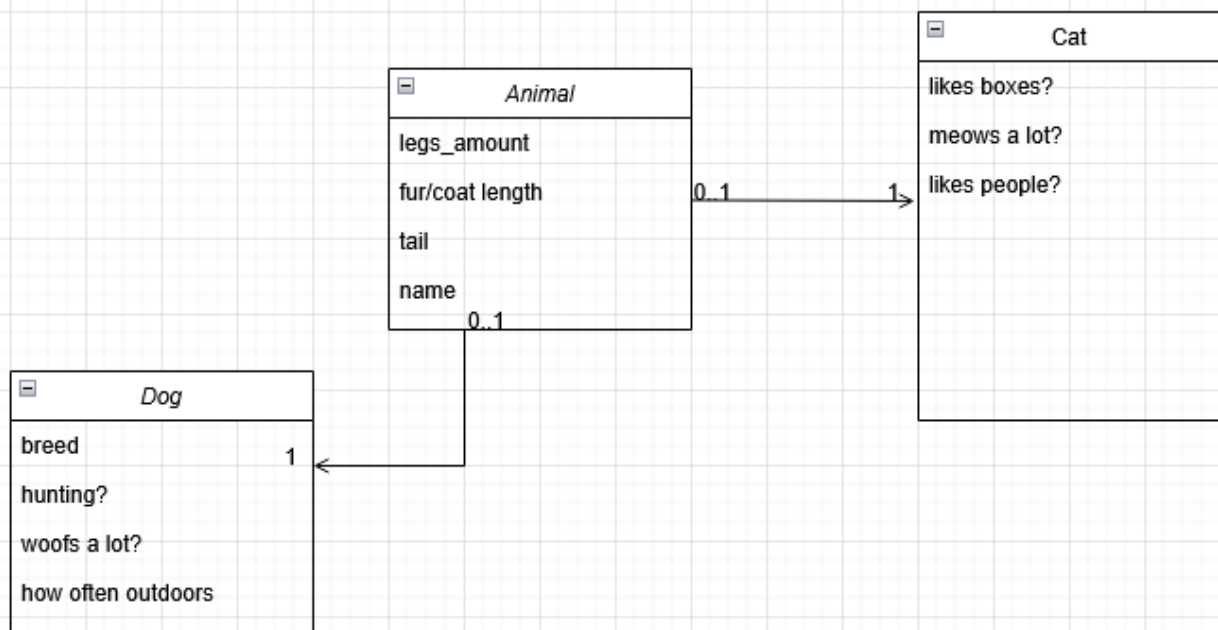 Animal
legs_amount
fur/coat length
tail
name
0..1
0..1
1
Cat
likes boxes?
meows a lot?
likes people?
Dog
breed
1
hunting?
woofs a lot?
how often outdoors